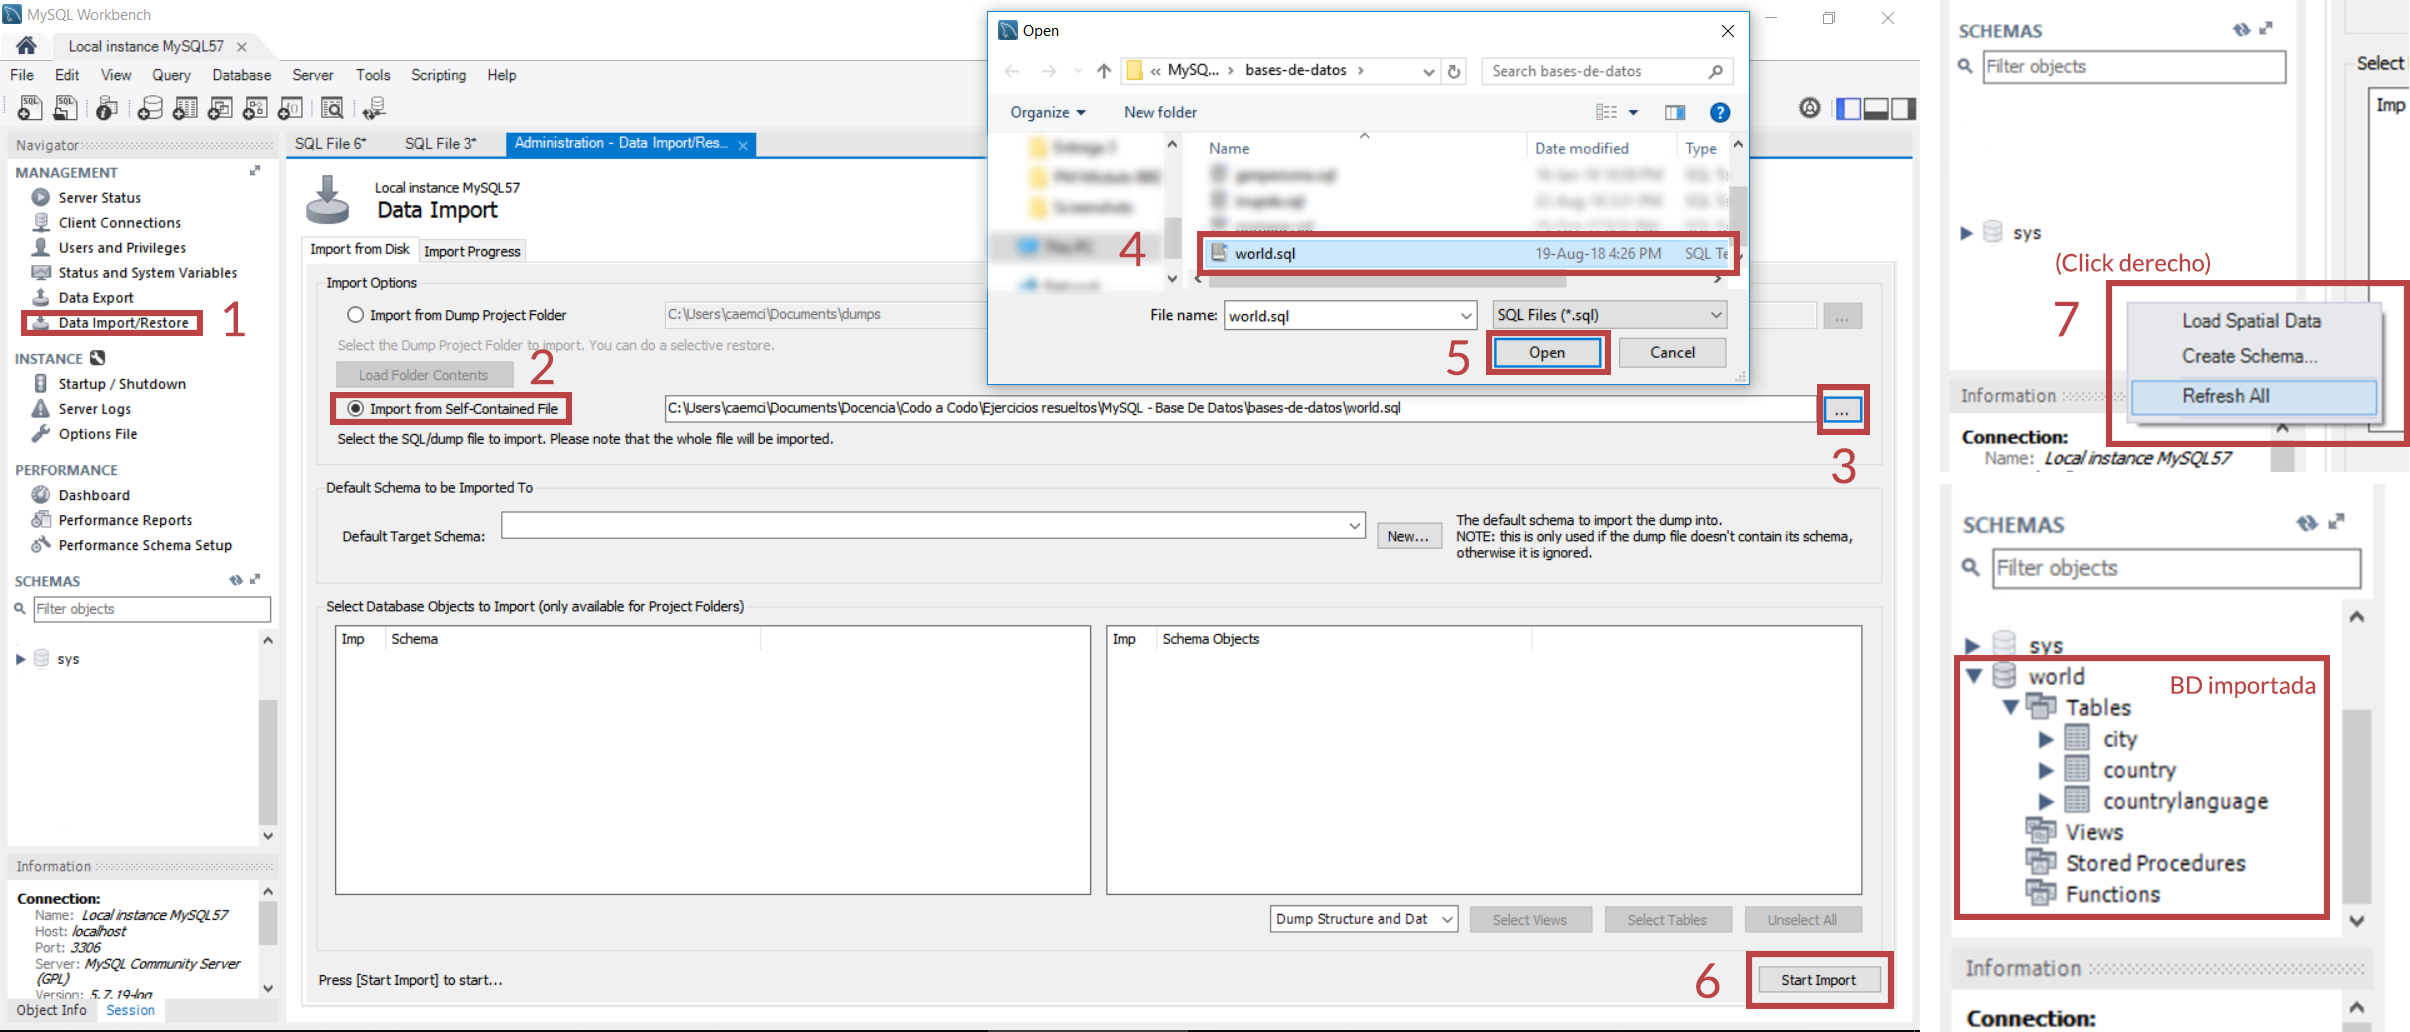 MySQL Workbench
Local instance MySQL57
File Edit View Query Database Server Tools Scripting Help
Navigator
MANAGEMENT
Server Status
Client Connections
Users and Privileges
Status and System Variables
Data Export
Data Import/Restore
1
INSTANCE
Startup / Shutdown
Server Logs
Options File
PERFORMANCE
Dashboard
Performance Reports
Performance Schema Setup
SCHEMAS
Filter objects
sys
Information
Connection:
Name: Local instance MySQL57
Host: localhost
Port: 3306
Server: MySQL Community Server
(GPL)
Version: 5.7.19-log
Object Info Session
SQL File 6* SQL File 3* Administration - Data Import/Res...
Local instance MySQL57
Data Import
Import from Disk Import Progress
Import Options
Import from Dump Project Folder C:\Users\caemci\Documents\dumps ...
Select the Dump Project Folder to import. You can do a selective restore.
Load Folder Contents
2
Import from Self-Contained File C:\Users\caemci\Documents\Docencia\Codo a Codo\Ejercicios resueltos\MySQL - Base De Datos\bases-de-datos\world.sql ...
Select the SQL/dump file to import. Please note that the whole file will be imported.
3
Default Schema to be Imported To
Default Target Schema: New...
The default schema to import the dump into.
NOTE: this is only used if the dump file doesn't contain its schema,
otherwise it is ignored.
Select Database Objects to Import (only available for Project Folders)
Imp Schema
Imp Schema Objects
Dump Structure and Dat Select Views Select Tables Unselect All
Press [Start Import] to start...
6
Start Import
Open
« MySQ... › bases-de-datos ›
Search bases-de-datos
Organize New folder
Name Date modified Type
4
world.sql 19-Aug-18 4:26 PM SQL Te
File name: world.sql SQL Files (*.sql)
5
Open Cancel
SCHEMAS
Filter objects
Select
Imp
sys
(Click derecho)
7
Load Spatial Data
Create Schema...
Refresh All
Information
Connection:
Name: Local instance MySQL57
SCHEMAS
Filter objects
sys
world
BD importada
Tables
city
country
countrylanguage
Views
Stored Procedures
Functions
Information
Connection: